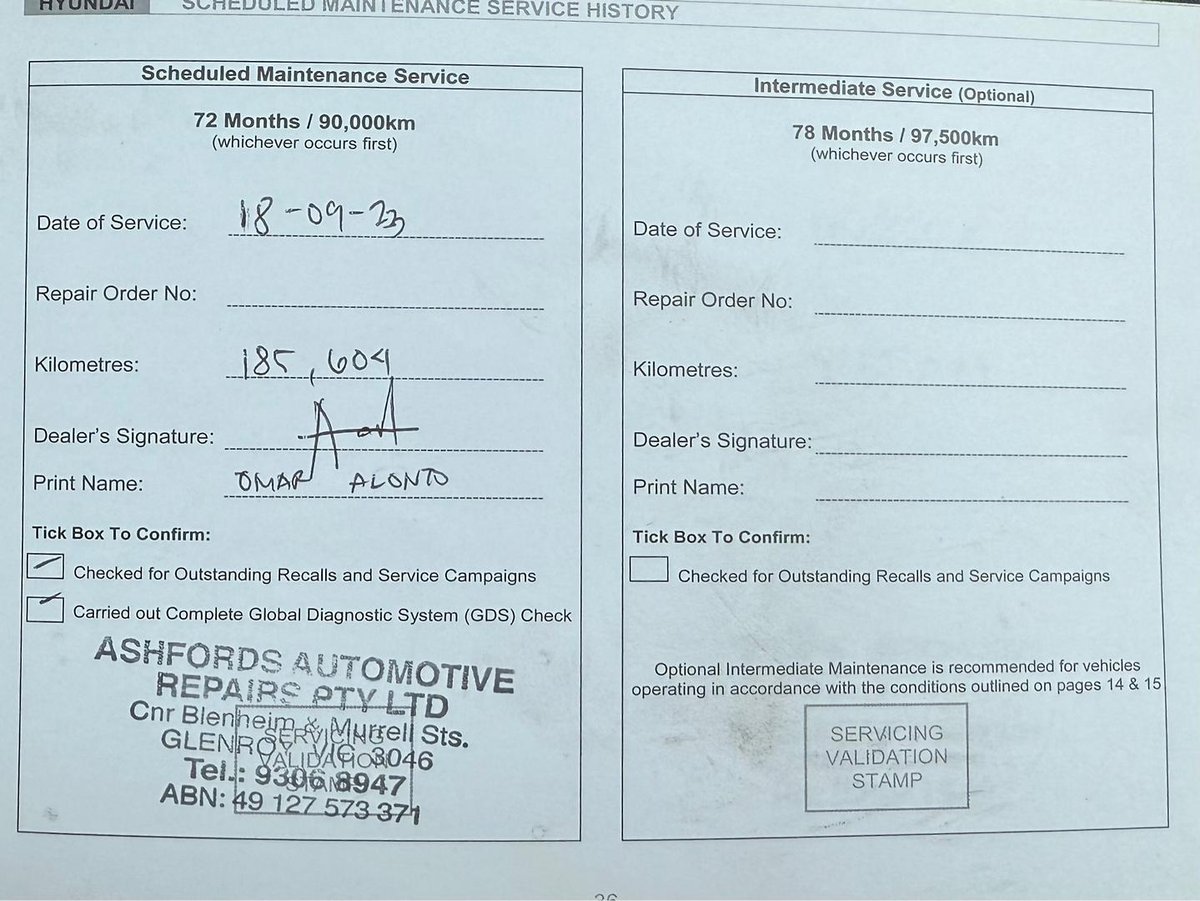 HYUNDAI SCHEDULED MAINTENANCE SERVICE HISTORY
Scheduled Maintenance Service
72 Months / 90,000km
(whichever occurs first)
Date of Service: 18-09-23
Repair Order No:
Kilometres: 185,604
Dealer's Signature:
Print Name: OMAR ALONTO
Tick Box To Confirm:
Checked for Outstanding Recalls and Service Campaigns
Carried out Complete Global Diagnostic System (GDS) Check
ASHFORDS AUTOMOTIVE
REPAIRS PTY LTD
Cnr Blenheim & Murrell Sts.
GLENROY VIC 3046
Tel.: 9306 8947
ABN: 49 127 573 371
SERVICING
VALIDATION
STAMP
Intermediate Service (Optional)
78 Months / 97,500km
(whichever occurs first)
Date of Service:
Repair Order No:
Kilometres:
Dealer's Signature:
Print Name:
Tick Box To Confirm:
Checked for Outstanding Recalls and Service Campaigns
Optional Intermediate Maintenance is recommended for vehicles
operating in accordance with the conditions outlined on pages 14 & 15
SERVICING
VALIDATION
STAMP